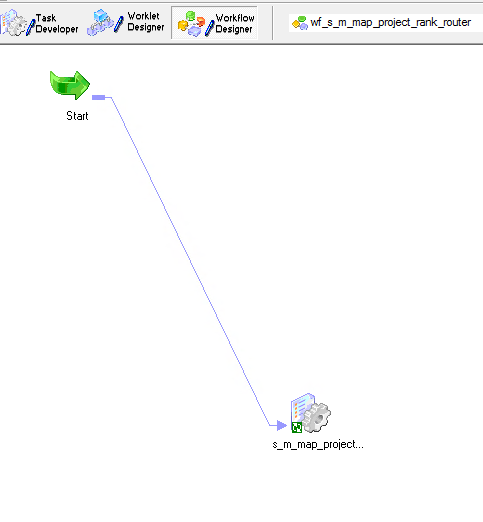 Task
Developer
Worklet
Designer
Workflow
Designer
wf_s_m_map_project_rank_router
Start
s_m_map_project...